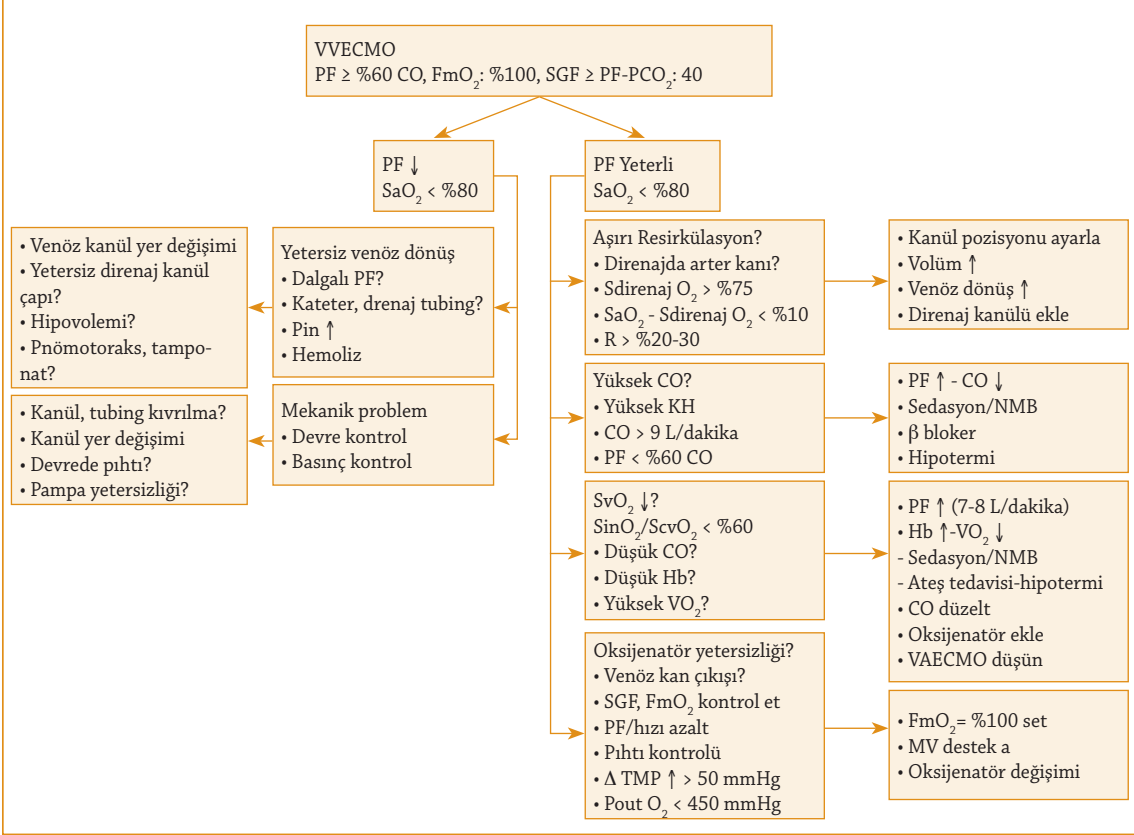 VVECMO
PF ≥ %60 CO, FmO₂: %100, SGF ≥ PF-PCO₂: 40
PF ↓
SaO₂ < %80
PF Yeterli
SaO₂ < %80
• Venöz kanül yer değişimi
• Yetersiz direnaj kanül
çapı?
• Hipovolemi?
• Pnömotoraks, tampo-
nat?
Yetersiz venöz dönüş
• Dalgalı PF?
• Kateter, drenaj tubing?
• Pin ↑
• Hemoliz
Aşırı Resirkülasyon?
• Direnajda arter kanı?
• Sdirenaj O₂ > %75
• SaO₂ - Sdirenaj O₂ < %10
• R > %20-30
• Kanül pozisyonu ayarla
• Volüm ↑
• Venöz dönüş ↑
• Direnaj kanülü ekle
• Kanül, tubing kıvrılma?
• Kanül yer değişimi
• Devrede pıhtı?
• Pampa yetersizliği?
Mekanik problem
• Devre kontrol
• Basınç kontrol
Yüksek CO?
• Yüksek KH
• CO > 9 L/dakika
• PF < %60 CO
• PF ↑ - CO ↓
• Sedasyon/NMB
• β bloker
• Hipotermi
SvO₂ ↓?
SinO₂/ScvO₂ < %60
• Düşük CO?
• Düşük Hb?
• Yüksek VO₂?
• PF ↑ (7-8 L/dakika)
• Hb ↑-VO₂ ↓
- Sedasyon/NMB
- Ateş tedavisi-hipotermi
• CO düzelt
• Oksijenatör ekle
• VAECMO düşün
Oksijenatör yetersizliği?
• Venöz kan çıkışı?
• SGF, FmO₂ kontrol et
• PF/hızı azalt
• Pıhtı kontrolü
• Δ TMP ↑ > 50 mmHg
• Pout O₂ < 450 mmHg
• FmO₂= %100 set
• MV destek a
• Oksijenatör değişimi